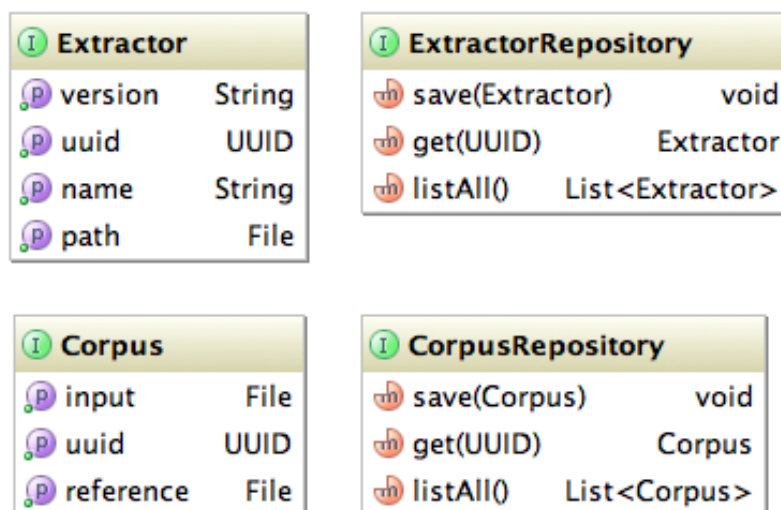 Extractor
version String
uuid UUID
name String
path File
ExtractorRepository
save(Extractor) void
get(UUID) Extractor
listAll() List<Extractor>
Corpus
input File
uuid UUID
reference File
CorpusRepository
save(Corpus) void
get(UUID) Corpus
listAll() List<Corpus>